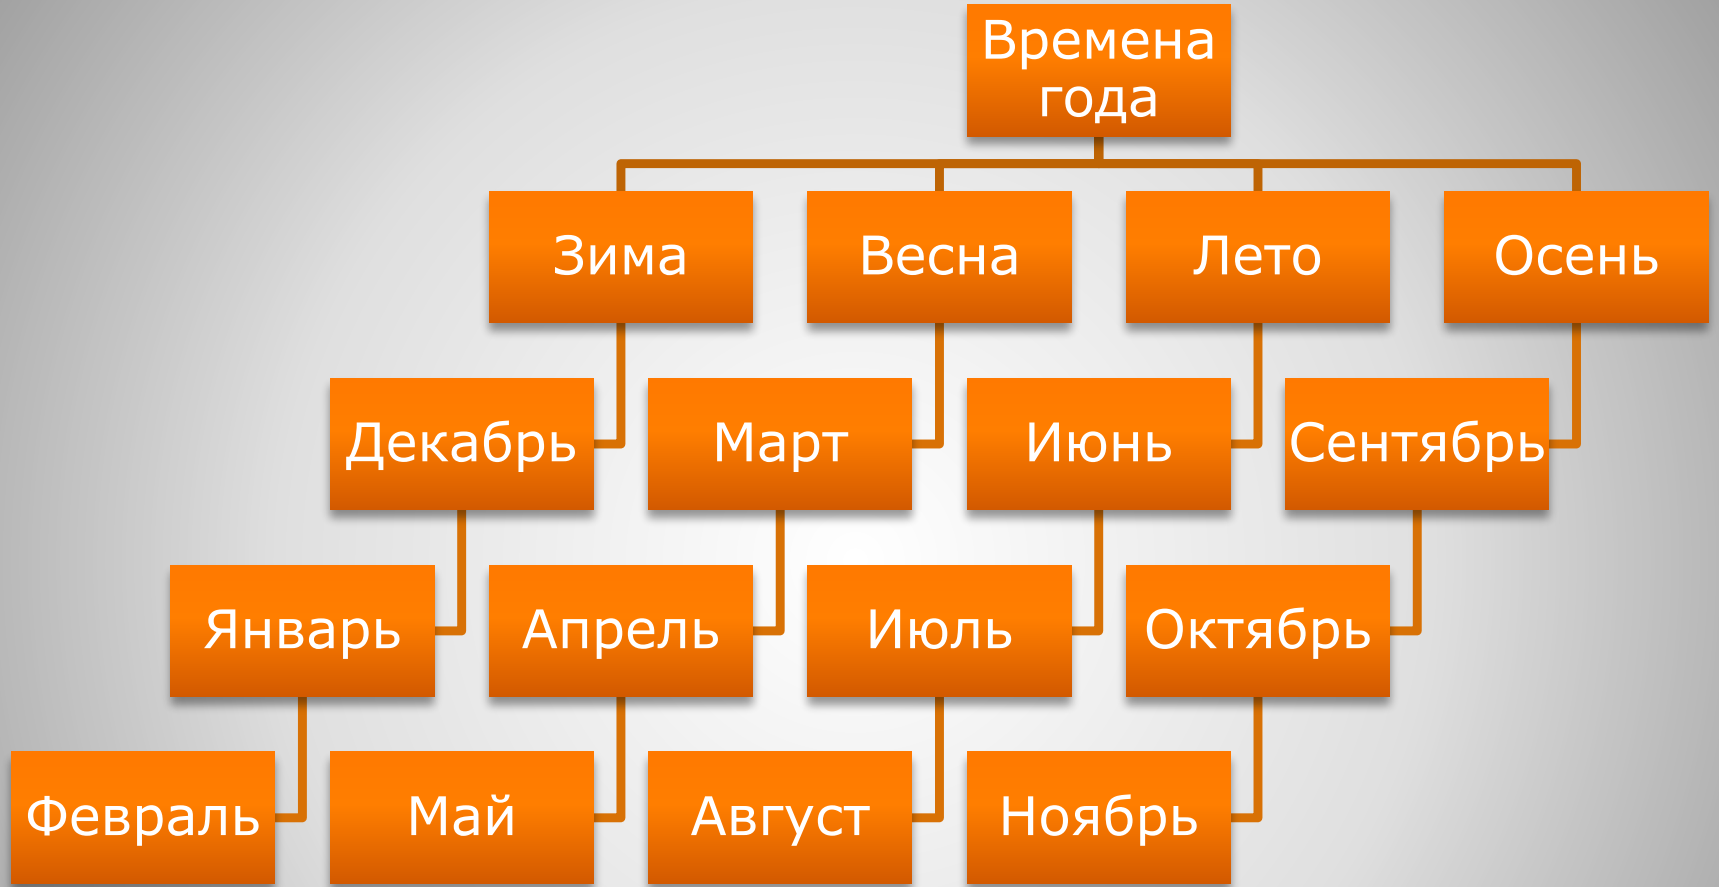 Времена
года
Зима
Весна
Лето
Осень
Декабрь
Март
Июнь
Сентябрь
Январь
Апрель
Июль
Октябрь
Февраль
Май
Август
Ноябрь